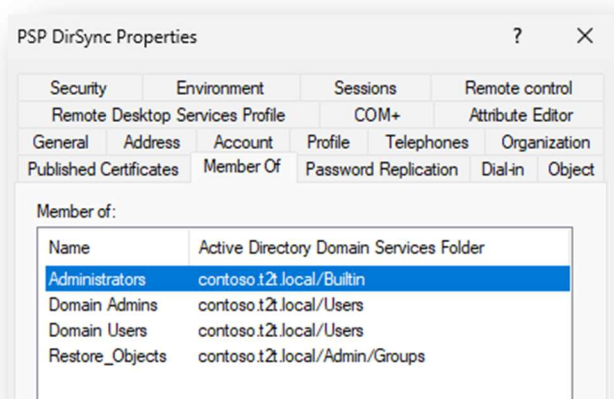 PSP DirSync Properties ? ✕
Security Environment Sessions Remote control
Remote Desktop Services Profile COM+ Attribute Editor
General Address Account Profile Telephones Organization
Published Certificates Member Of Password Replication Dial-in Object
Member of:
Name Active Directory Domain Services Folder
Administrators contoso.t2t.local/Builtin
Domain Admins contoso.t2t.local/Users
Domain Users contoso.t2t.local/Users
Restore_Objects contoso.t2t.local/Admin/Groups